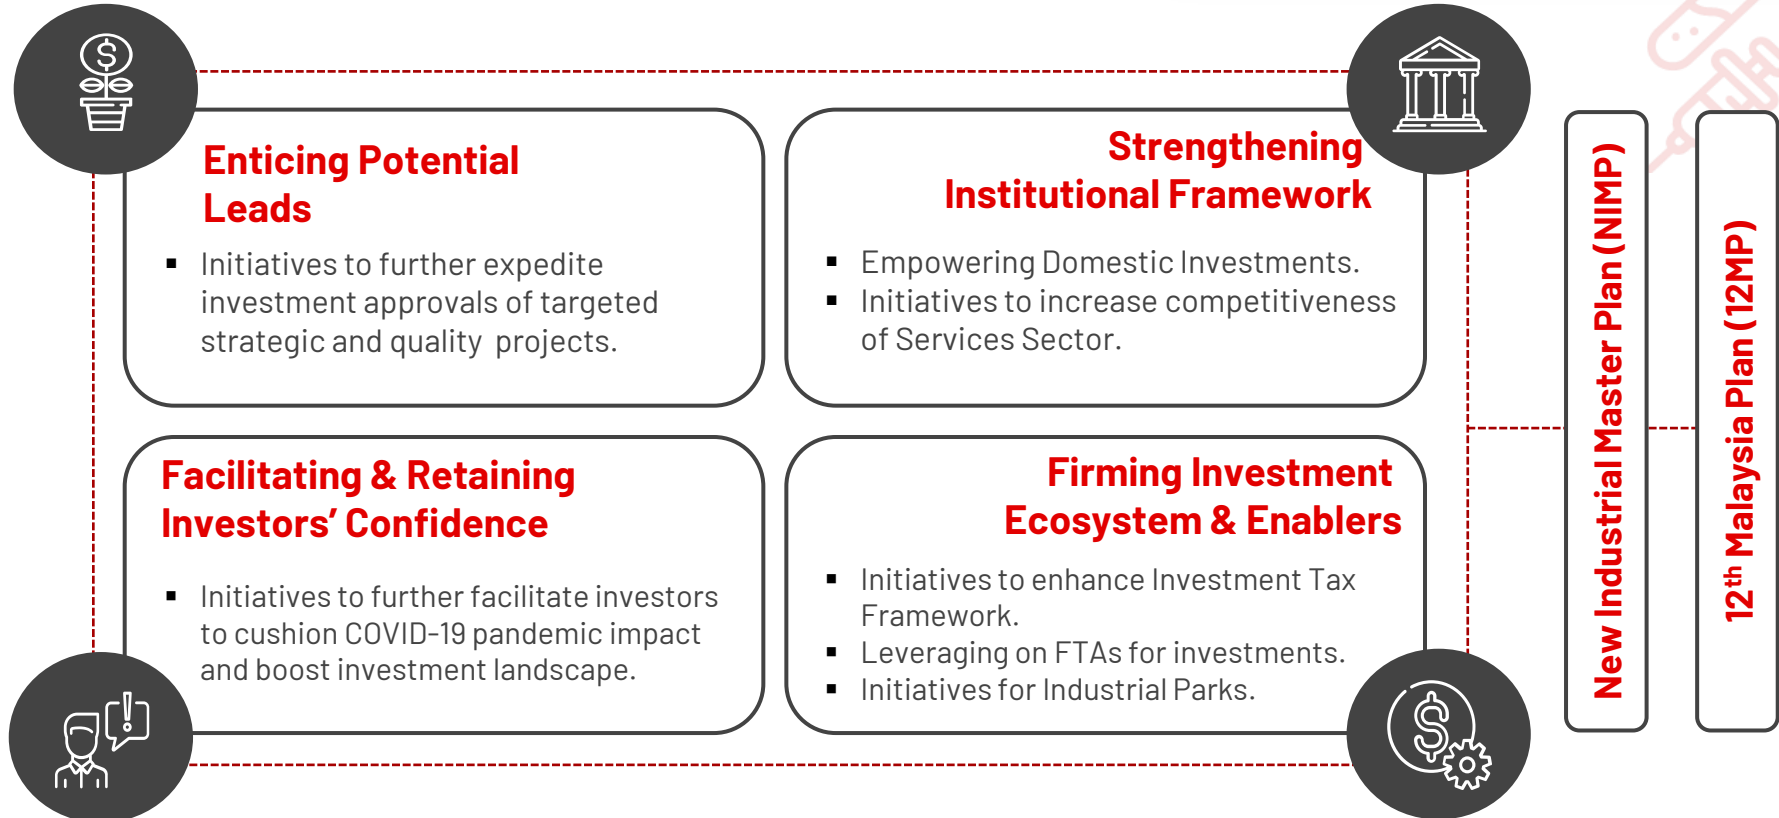 Enticing Potential
Leads
▪ Initiatives to further expedite
investment approvals of targeted
strategic and quality projects.
Strengthening
Institutional Framework
▪ Empowering Domestic Investments.
▪ Initiatives to increase competitiveness
of Services Sector.
Facilitating & Retaining
Investors’ Confidence
▪ Initiatives to further facilitate investors
to cushion COVID-19 pandemic impact
and boost investment landscape.
Firming Investment
Ecosystem & Enablers
▪ Initiatives to enhance Investment Tax
Framework.
▪ Leveraging on FTAs for investments.
▪ Initiatives for Industrial Parks.
New Industrial Master Plan (NIMP)
12th Malaysia Plan (12MP)